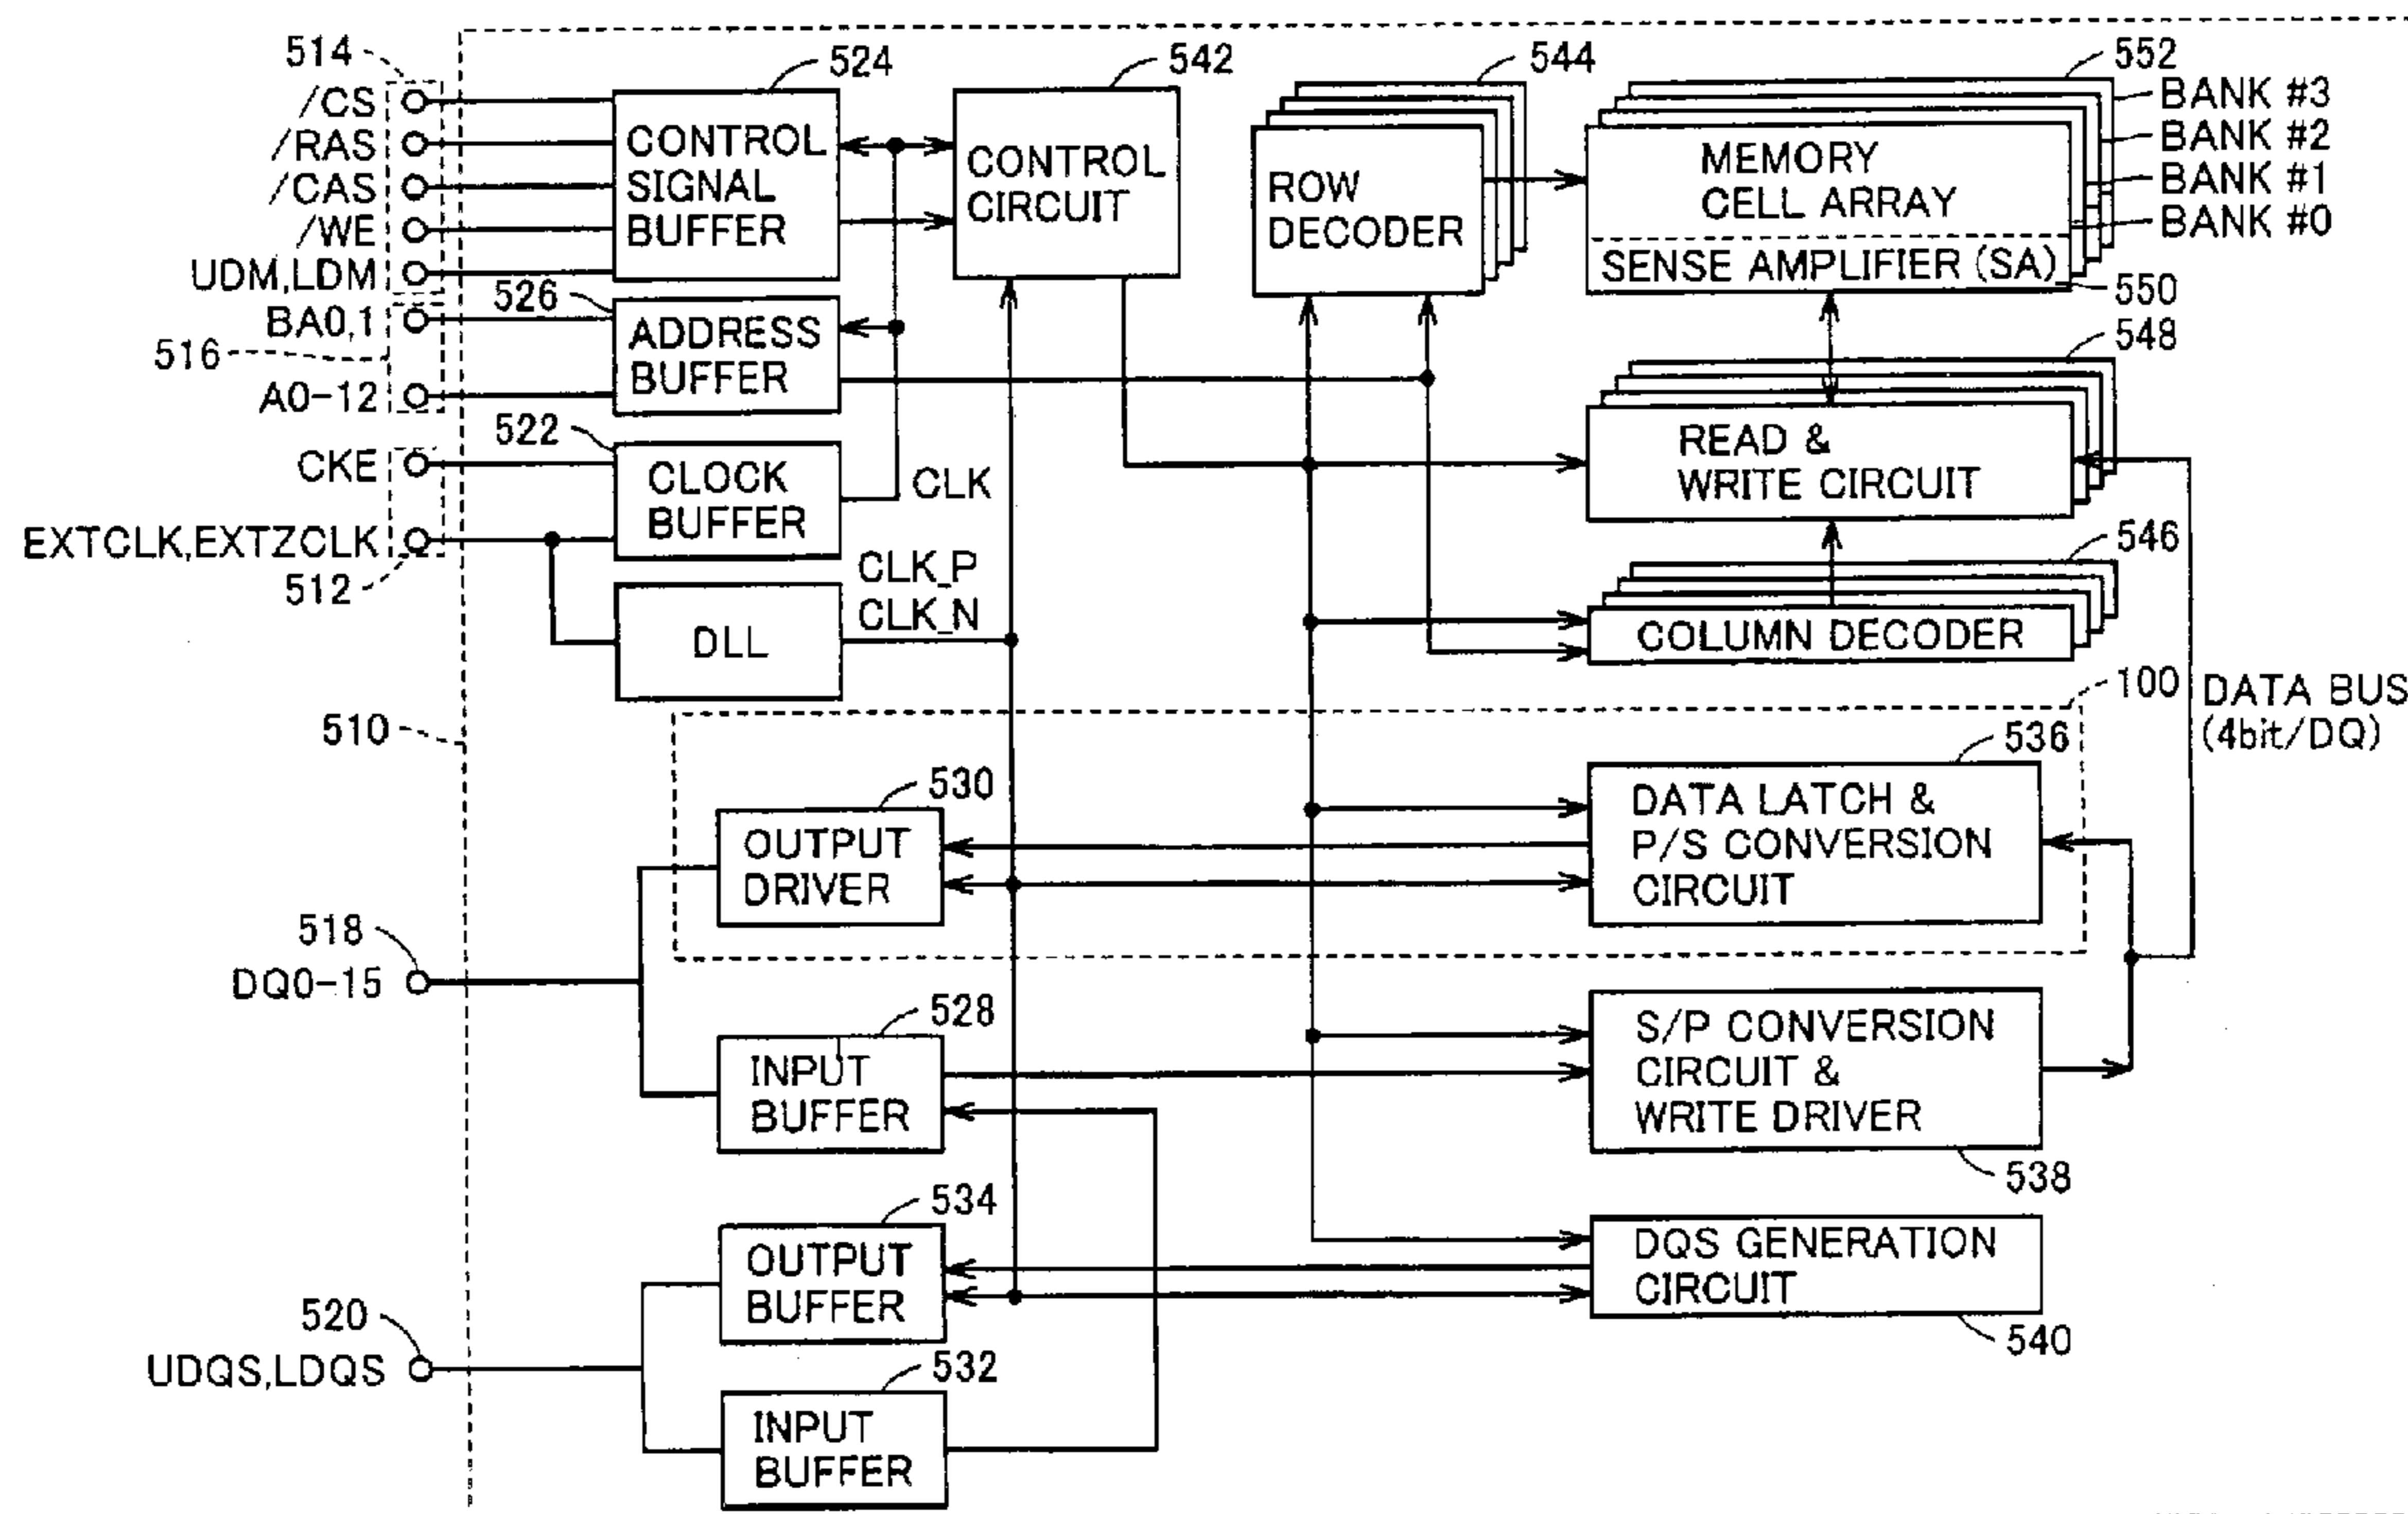 514
/CS
/RAS
/CAS
/WE
UDM,LDM
BA0,1
516
A0-12
CKE
EXTCLK,EXTZCLK
512
510
518
DQ0-15
520
UDQS,LDQS
524
CONTROL
SIGNAL
BUFFER
526
ADDRESS
BUFFER
522
CLOCK
BUFFER
CLK
DLL
CLK_P
CLK_N
542
CONTROL
CIRCUIT
544
ROW
DECODER
552
BANK #3
BANK #2
BANK #1
BANK #0
MEMORY
CELL ARRAY
SENSE AMPLIFIER (SA)
550
548
READ &
WRITE CIRCUIT
546
COLUMN DECODER
100
DATA BUS
(4bit/DQ)
530
OUTPUT
DRIVER
536
DATA LATCH &
P/S CONVERSION
CIRCUIT
528
INPUT
BUFFER
S/P CONVERSION
CIRCUIT &
WRITE DRIVER
538
534
OUTPUT
BUFFER
DQS GENERATION
CIRCUIT
540
532
INPUT
BUFFER